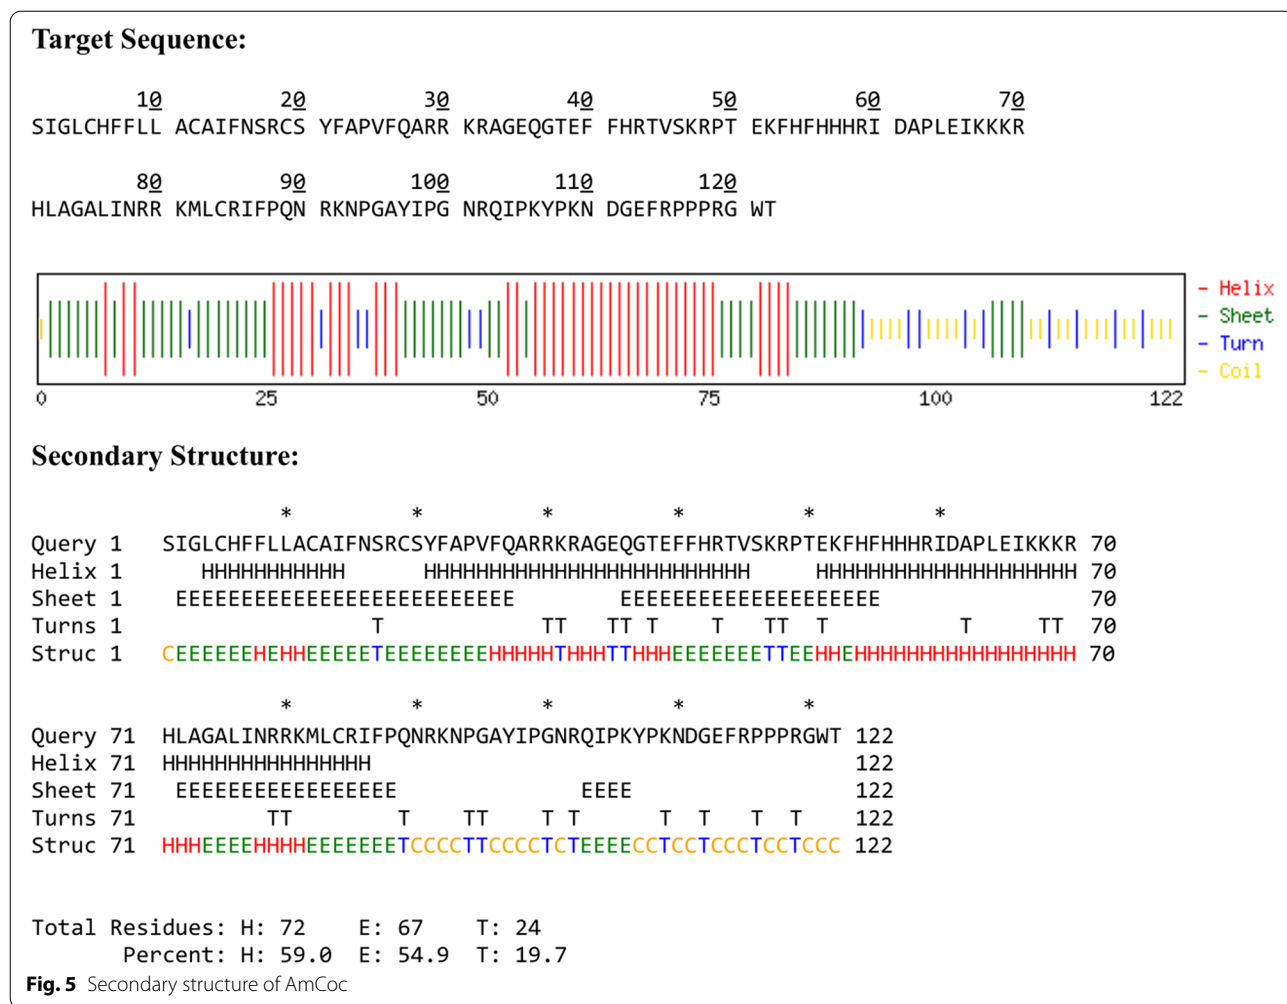 Target Sequence:
10 20 30 40 50 60 70
SIGLCHFFLL ACAIFNSRCS YFAPVFQARR KRAGEQGTEF FHRTVSKRPT EKFHFHHHRI DAPLEIKKKR
80 90 100 110 120
HLAGALINRR KMLCRIFPQN RKNPGAYIPG NRQIPKYPKN DGEFRPPPRG WT
- Helix
- Sheet
- Turn
- Coil
0 25 50 75 100 122
Secondary Structure:
* * * * * *
Query 1 SIGLCHFFLLACAIFNSRCSYFAPVFQARRKRAGEQGTEFFHRTVSKRPTEKFHFHHHRIDAPLEIKKKR 70
Helix 1 HHHHHHHHHHH HHHHHHHHHHHHHHHHHHHHHHHHH HHHHHHHHHHHHHHHHHHHH 70
Sheet 1 EEEEEEEEEEEEEEEEEEEEEEEEEE EEEEEEEEEEEEEEEEEEEE 70
Turns 1 T TT TT T T TT T T TT 70
Struc 1 CEEEEEEHEHHEEEEETEEEEEEEEHHHHHTHHHTTHHHEEEEEEETTEEHHEHHHHHHHHHHHHHHHHH 70
* * * * *
Query 71 HLAGALINRRKMLCRIFPQNRKNPGAYIPGNRQIPKYPKNDGEFRPPPRGWT 122
Helix 71 HHHHHHHHHHHHHHHH 122
Sheet 71 EEEEEEEEEEEEEEEEE EEEE 122
Turns 71 TT T TT T T T T T T 122
Struc 71 HHHEEEEHHHHEEEEEEETCCCCTTCCCCTCTEEEECCTCCTCCCTCCTCCC 122
Total Residues: H: 72 E: 67 T: 24
Percent: H: 59.0 E: 54.9 T: 19.7
Fig. 5 Secondary structure of AmCoc